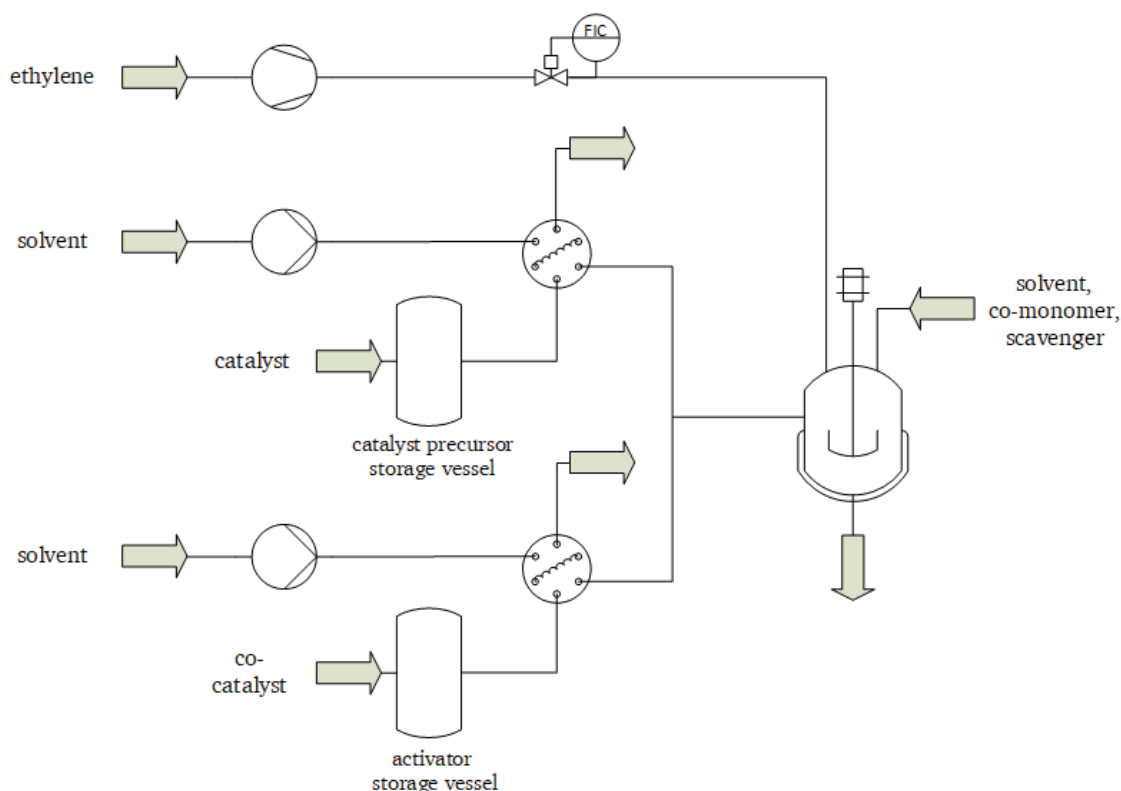 FIC
ethylene
solvent
solvent,
co-monomer,
scavenger
catalyst
catalyst precursor
storage vessel
solvent
co-
catalyst
activator
storage vessel